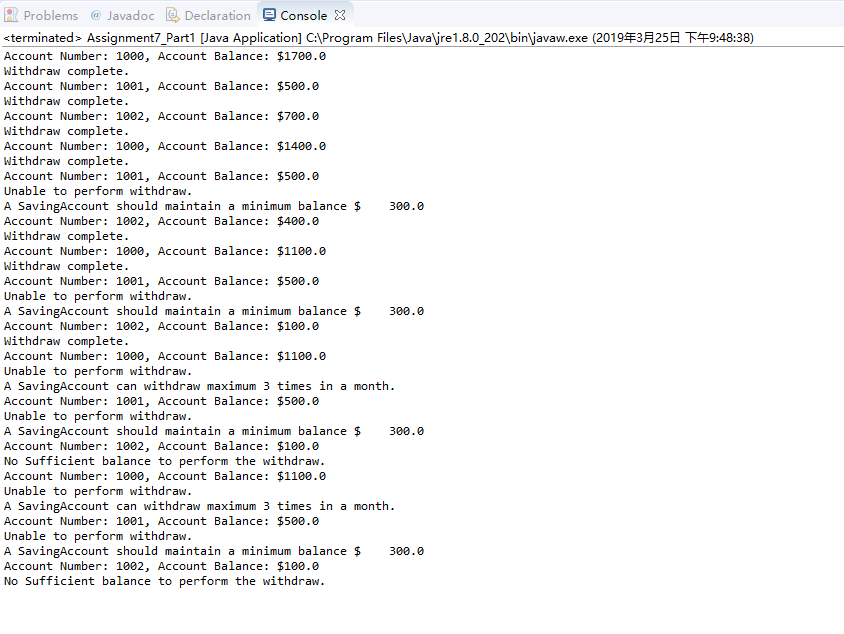 Problems @ Javadoc Declaration Console
<terminated> Assignment7_Part1 [Java Application] C:\Program Files\Java\jre1.8.0_202\bin\javaw.exe (2019年3月25日 下午9:48:38)
Account Number: 1000, Account Balance: $1700.0
Withdraw complete.
Account Number: 1001, Account Balance: $500.0
Withdraw complete.
Account Number: 1002, Account Balance: $700.0
Withdraw complete.
Account Number: 1000, Account Balance: $1400.0
Withdraw complete.
Account Number: 1001, Account Balance: $500.0
Unable to perform withdraw.
A SavingAccount should maintain a minimum balance $    300.0
Account Number: 1002, Account Balance: $400.0
Withdraw complete.
Account Number: 1000, Account Balance: $1100.0
Withdraw complete.
Account Number: 1001, Account Balance: $500.0
Unable to perform withdraw.
A SavingAccount should maintain a minimum balance $    300.0
Account Number: 1002, Account Balance: $100.0
Withdraw complete.
Account Number: 1000, Account Balance: $1100.0
Unable to perform withdraw.
A SavingAccount can withdraw maximum 3 times in a month.
Account Number: 1001, Account Balance: $500.0
Unable to perform withdraw.
A SavingAccount should maintain a minimum balance $    300.0
Account Number: 1002, Account Balance: $100.0
No Sufficient balance to perform the withdraw.
Account Number: 1000, Account Balance: $1100.0
Unable to perform withdraw.
A SavingAccount can withdraw maximum 3 times in a month.
Account Number: 1001, Account Balance: $500.0
Unable to perform withdraw.
A SavingAccount should maintain a minimum balance $    300.0
Account Number: 1002, Account Balance: $100.0
No Sufficient balance to perform the withdraw.